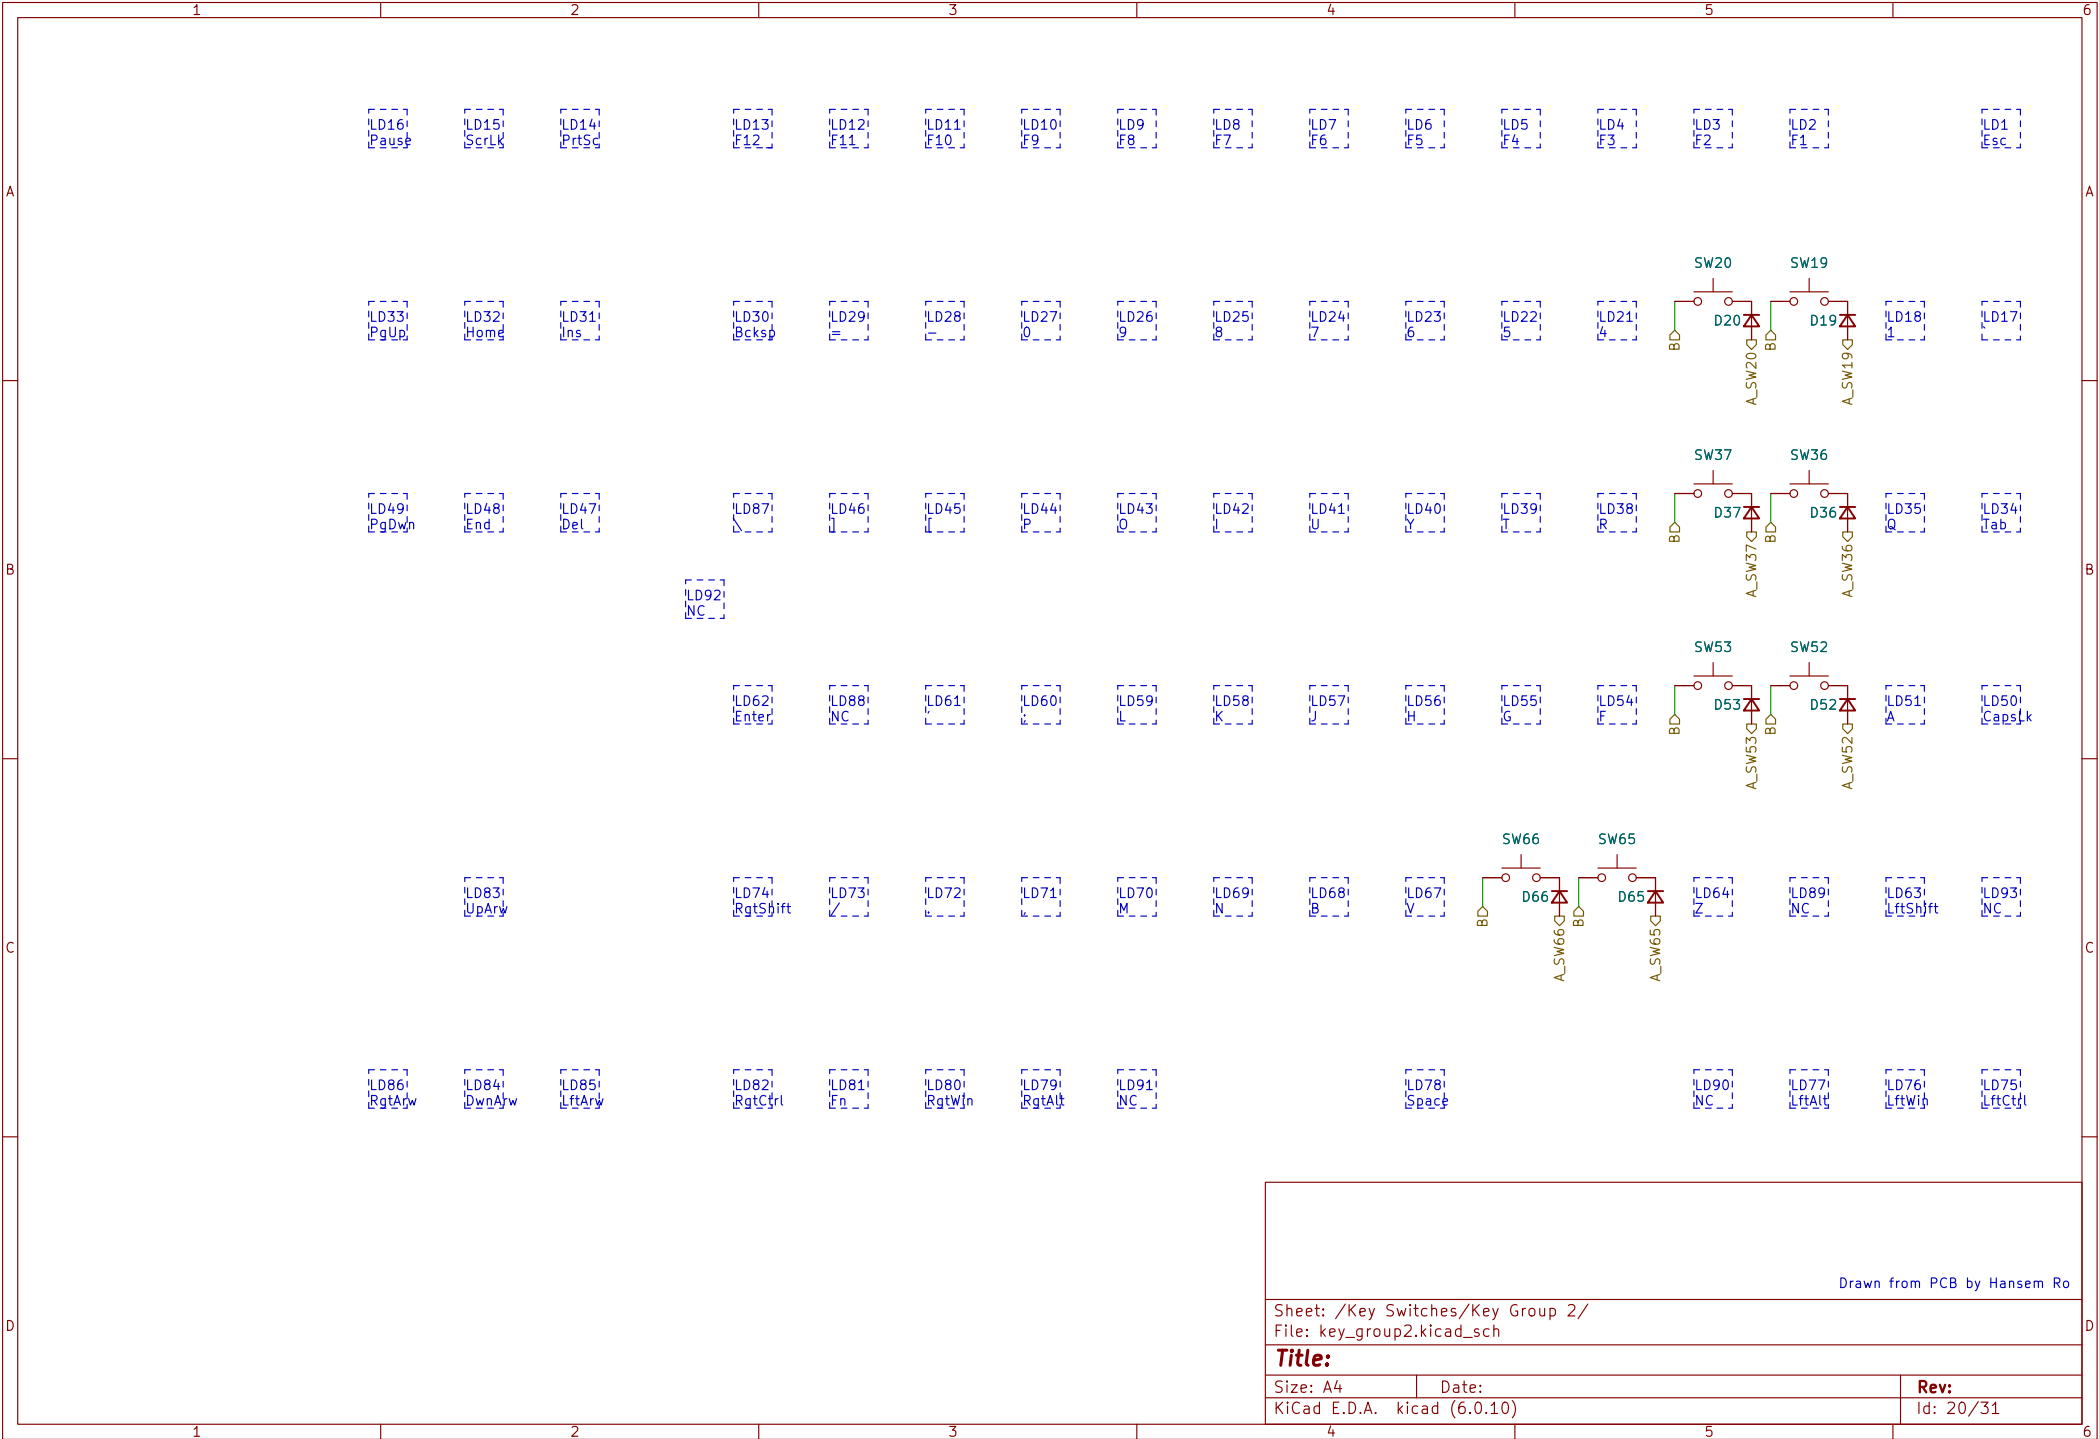 1 2 3 4 5 6
LD16 LD15 LD14 LD13 LD12 LD11 LD10 LD9 LD8 LD7 LD6 LD5 LD4 LD3 LD2 LD1
Pause ScrLk PrtSc F12 F11 F10 F9 F8 F7 F6 F5 F4 F3 F2 F1 Esc
A A
SW20 SW19
LD33 LD32 LD31 LD30 LD29 LD28 LD27 LD26 LD25 LD24 LD23 LD22 LD21 D20 D19 LD18 LD17
PgUp Home Ins Bcksp = - 0 9 8 7 6 5 4 1 `
B A_SW20 B A_SW19
SW37 SW36
LD49 LD48 LD47 LD87 LD46 LD45 LD44 LD43 LD42 LD41 LD40 LD39 LD38 D37 D36 LD35 LD34
PgDwn End Del \ ] [ P O I U Y T R Q Tab
B A_SW37 B A_SW36
B B
LD92
NC
SW53 SW52
LD62 LD88 LD61 LD60 LD59 LD58 LD57 LD56 LD55 LD54 D53 D52 LD51 LD50
Enter NC ' ; L K J H G F A CapsLk
B A_SW53 B A_SW52
SW66 SW65
LD83 LD74 LD73 LD72 LD71 LD70 LD69 LD68 LD67 D66 D65 LD64 LD89 LD63 LD93
UpArw RgtShift / . , M N B V Z NC LftShift NC
B A_SW66 B A_SW65
C C
LD86 LD84 LD85 LD82 LD81 LD80 LD79 LD91 LD78 LD90 LD77 LD76 LD75
RgtArw DwnArw LftArw RgtCtrl Fn RgtWin RgtAlt NC Space NC LftAlt LftWin LftCtrl
Drawn from PCB by Hansem Ro
Sheet: /Key Switches/Key Group 2/
File: key_group2.kicad_sch
D D
Title:
Size: A4 Date: Rev:
KiCad E.D.A. kicad (6.0.10) Id: 20/31
1 2 3 4 5 6